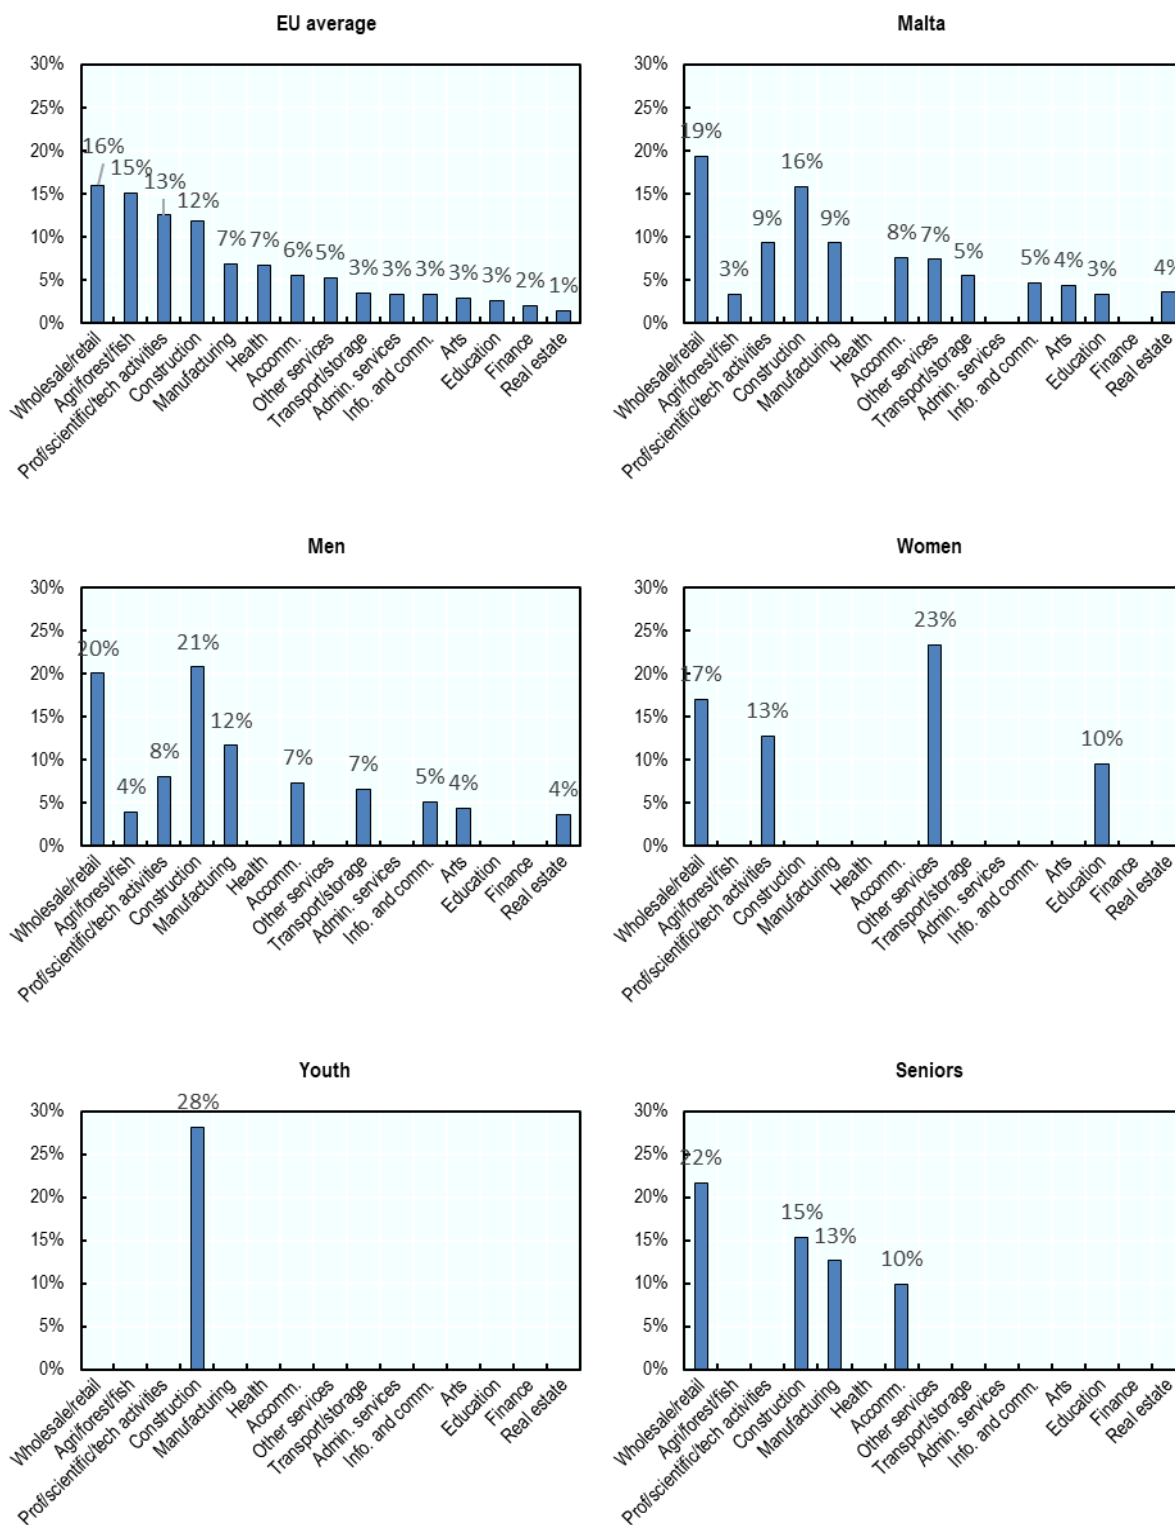 EU average
30%
25%
20%
15%
10%
5%
0%
16%
15%
13%
12%
7%
7%
6%
5%
3%
3%
3%
3%
3%
2%
1%
Wholesale/retail
Agri/forest/fish
Prof/scientific/tech activities
Construction
Manufacturing
Health
Accomm.
Other services
Transport/storage
Admin. services
Info. and comm.
Arts
Education
Finance
Real estate
Malta
30%
25%
20%
15%
10%
5%
0%
19%
3%
9%
16%
9%
8%
7%
5%
5%
4%
3%
4%
Wholesale/retail
Agri/forest/fish
Prof/scientific/tech activities
Construction
Manufacturing
Health
Accomm.
Other services
Transport/storage
Admin. services
Info. and comm.
Arts
Education
Finance
Real estate
Men
30%
25%
20%
15%
10%
5%
0%
20%
4%
8%
21%
12%
7%
7%
5%
4%
4%
Wholesale/retail
Agri/forest/fish
Prof/scientific/tech activities
Construction
Manufacturing
Health
Accomm.
Other services
Transport/storage
Admin. services
Info. and comm.
Arts
Education
Finance
Real estate
Women
30%
25%
20%
15%
10%
5%
0%
17%
13%
23%
10%
Wholesale/retail
Agri/forest/fish
Prof/scientific/tech activities
Construction
Manufacturing
Health
Accomm.
Other services
Transport/storage
Admin. services
Info. and comm.
Arts
Education
Finance
Real estate
Youth
30%
25%
20%
15%
10%
5%
0%
28%
Wholesale/retail
Agri/forest/fish
Prof/scientific/tech activities
Construction
Manufacturing
Health
Accomm.
Other services
Transport/storage
Admin. services
Info. and comm.
Arts
Education
Finance
Real estate
Seniors
30%
25%
20%
15%
10%
5%
0%
22%
15%
13%
10%
Wholesale/retail
Agri/forest/fish
Prof/scientific/tech activities
Construction
Manufacturing
Health
Accomm.
Other services
Transport/storage
Admin. services
Info. and comm.
Arts
Education
Finance
Real estate